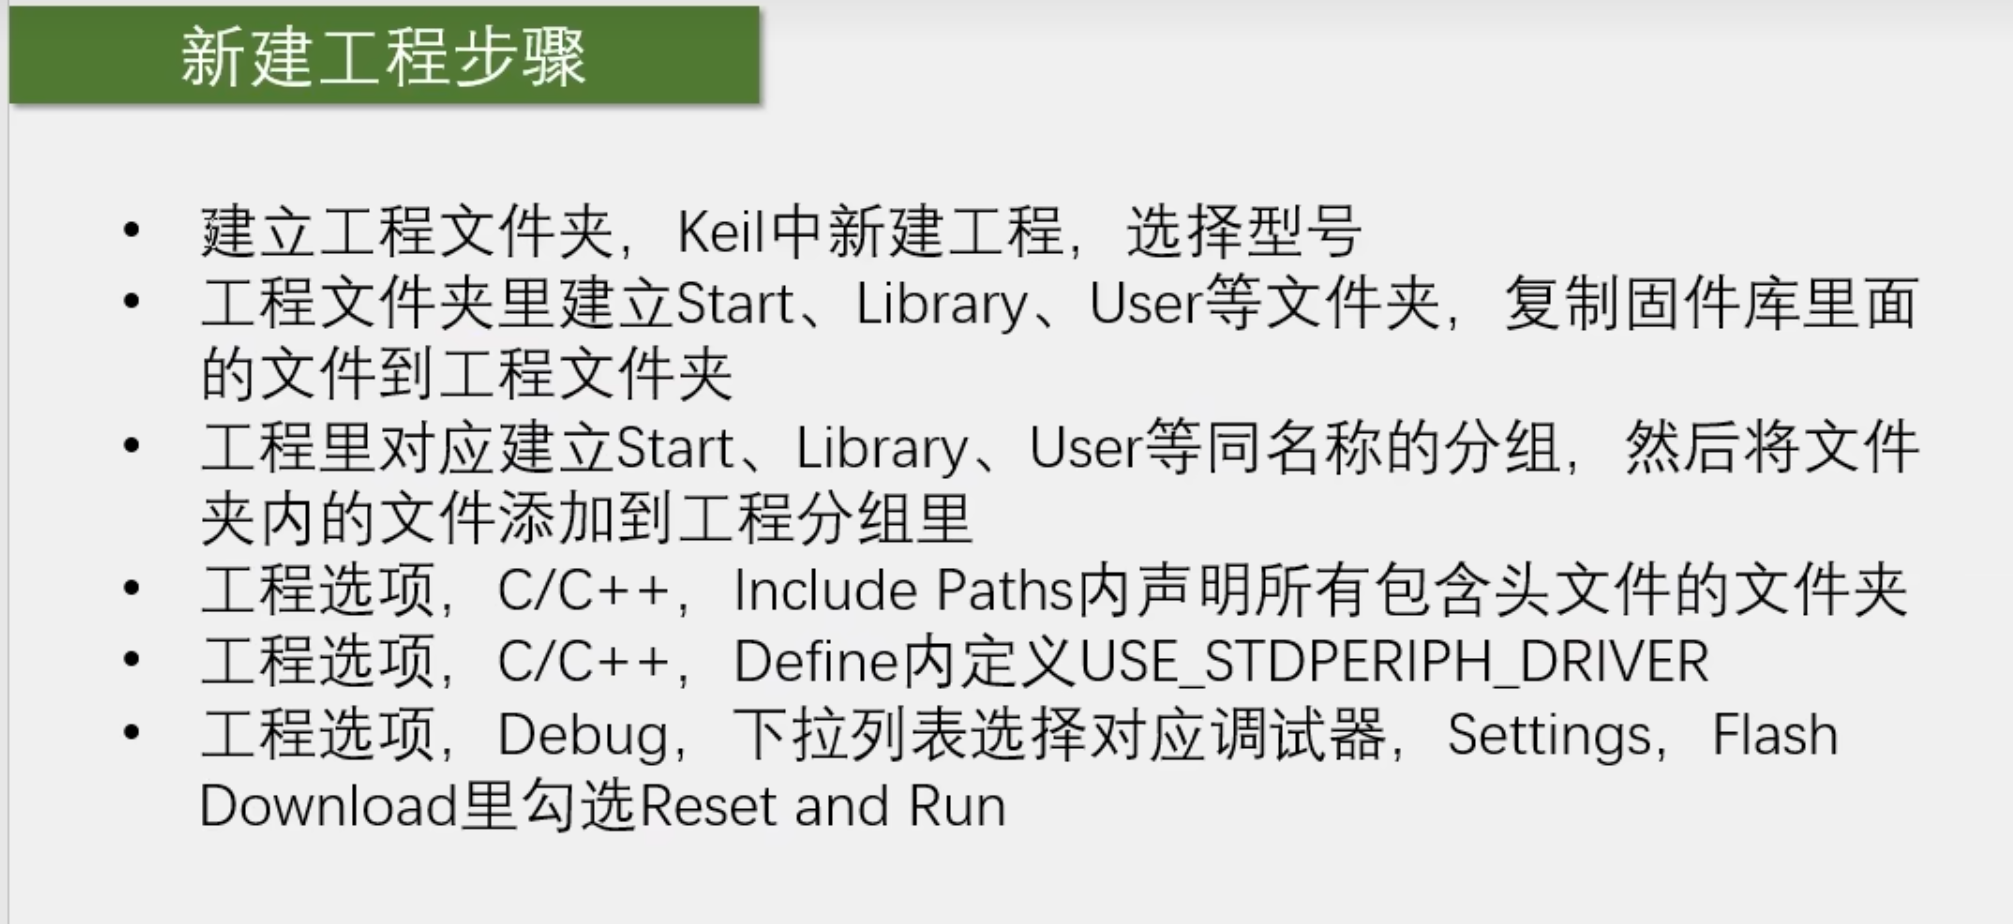 新建工程步骤
• 建立工程文件夹，Keil中新建工程，选择型号
• 工程文件夹里建立Start、Library、User等文件夹，复制固件库里面
的文件到工程文件夹
• 工程里对应建立Start、Library、User等同名称的分组，然后将文件
夹内的文件添加到工程分组里
• 工程选项，C/C++，Include Paths内声明所有包含头文件的文件夹
• 工程选项，C/C++，Define内定义USE_STDPERIPH_DRIVER
• 工程选项，Debug，下拉列表选择对应调试器，Settings，Flash
Download里勾选Reset and Run